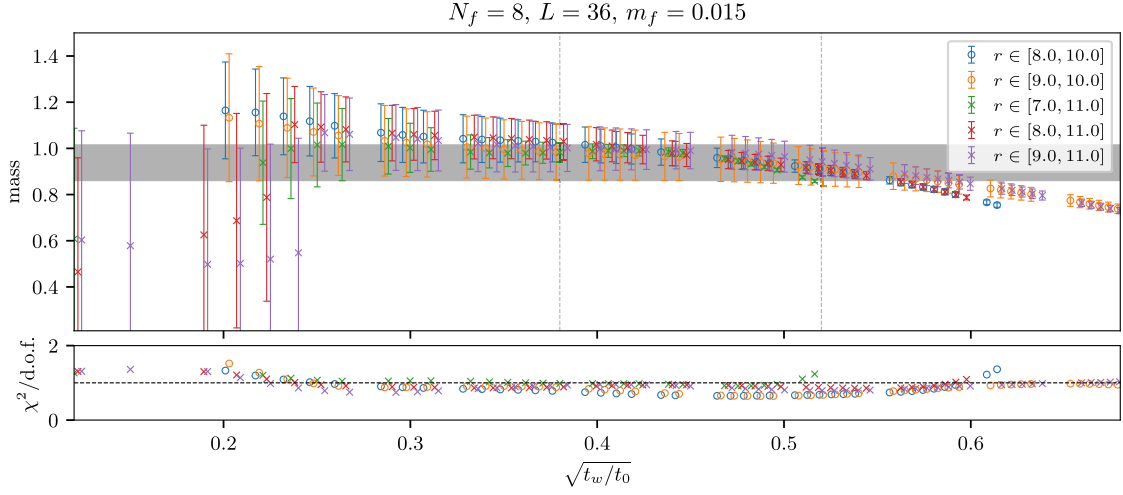 N_f = 8, L = 36, m_f = 0.015
mass
1.4
1.2
1.0
0.8
0.6
0.4
r ∈ [8.0, 10.0]
r ∈ [9.0, 10.0]
r ∈ [7.0, 11.0]
r ∈ [8.0, 11.0]
r ∈ [9.0, 11.0]
χ²/d.o.f.
2
1
0
0.2 0.3 0.4 0.5 0.6
√t_w/t_0